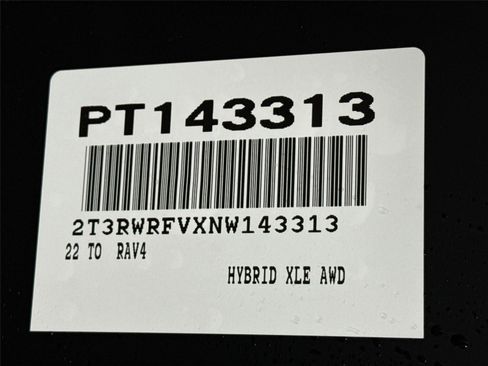 PT143313
2T3RWRFVXNW143313
22 TO RAV4
HYBRID XLE AWD